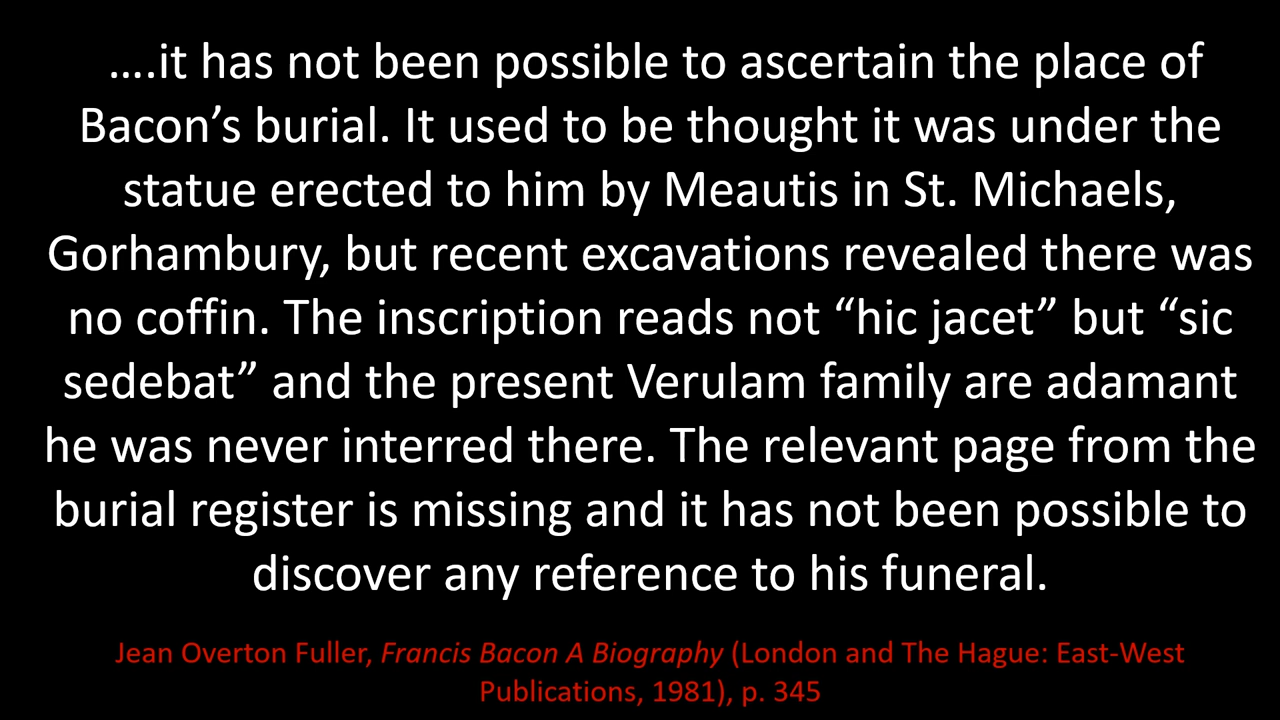 ….it has not been possible to ascertain the place of
Bacon’s burial. It used to be thought it was under the
statue erected to him by Meautis in St. Michaels,
Gorhambury, but recent excavations revealed there was
no coffin. The inscription reads not “hic jacet” but “sic
sedebat” and the present Verulam family are adamant
he was never interred there. The relevant page from the
burial register is missing and it has not been possible to
discover any reference to his funeral.
Jean Overton Fuller, Francis Bacon A Biography (London and The Hague: East-West
Publications, 1981), p. 345